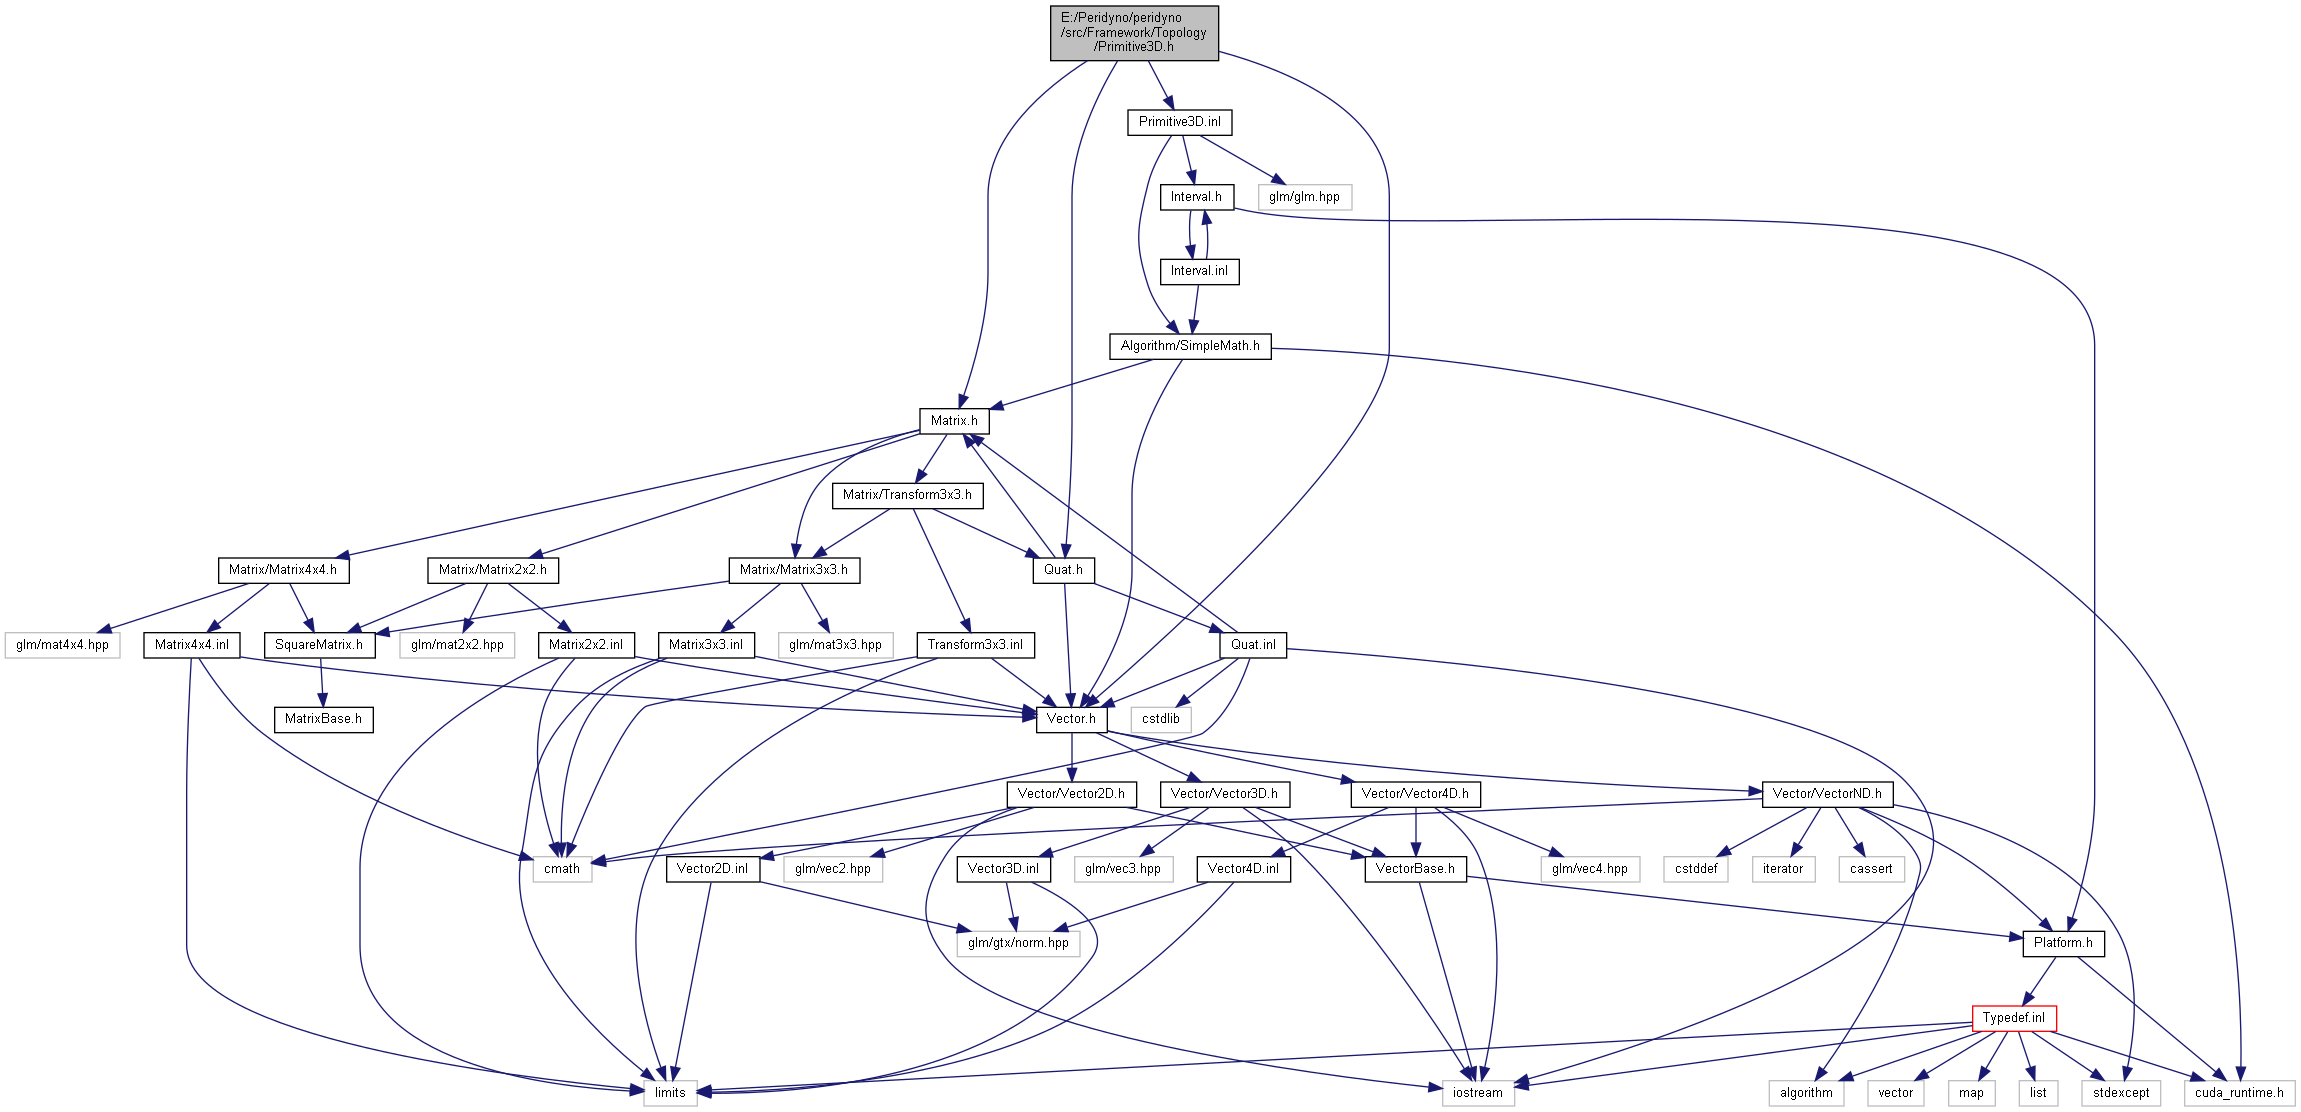 E:/Peridyno/peridyno
/src/Framework/Topology
/Primitive3D.h
Primitive3D.inl
Interval.h
glm/glm.hpp
Interval.inl
Algorithm/SimpleMath.h
Matrix.h
Matrix/Transform3x3.h
Matrix/Matrix4x4.h
Matrix/Matrix2x2.h
Matrix/Matrix3x3.h
Quat.h
glm/mat4x4.hpp
Matrix4x4.inl
SquareMatrix.h
glm/mat2x2.hpp
Matrix2x2.inl
Matrix3x3.inl
glm/mat3x3.hpp
Transform3x3.inl
Quat.inl
MatrixBase.h
Vector.h
cstdlib
Vector/Vector2D.h
Vector/Vector3D.h
Vector/Vector4D.h
Vector/VectorND.h
cmath
Vector2D.inl
glm/vec2.hpp
Vector3D.inl
glm/vec3.hpp
Vector4D.inl
VectorBase.h
glm/vec4.hpp
cstddef
iterator
cassert
glm/gtx/norm.hpp
Platform.h
Typedef.inl
limits
iostream
algorithm
vector
map
list
stdexcept
cuda_runtime.h